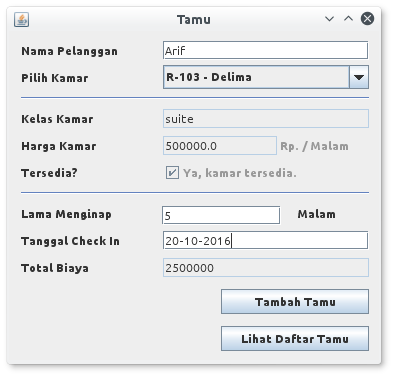 Tamu
Nama Pelanggan Arif
Pilih Kamar R-103 - Delima
Kelas Kamar suite
Harga Kamar 500000.0 Rp. / Malam
Tersedia? Ya, kamar tersedia.
Lama Menginap 5 Malam
Tanggal Check In 20-10-2016
Total Biaya 2500000
Tambah Tamu
Lihat Daftar Tamu